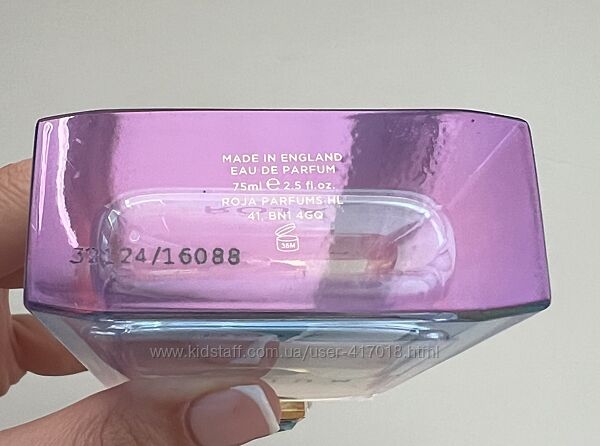 MADE IN ENGLAND
EAU DE PARFUM
75ml ℮ 2.5 fl.oz.
ROJA PARFUMS HL
41, BN1 4GQ
36M
/16088
www.kidstaff.com.ua/user-417018.html